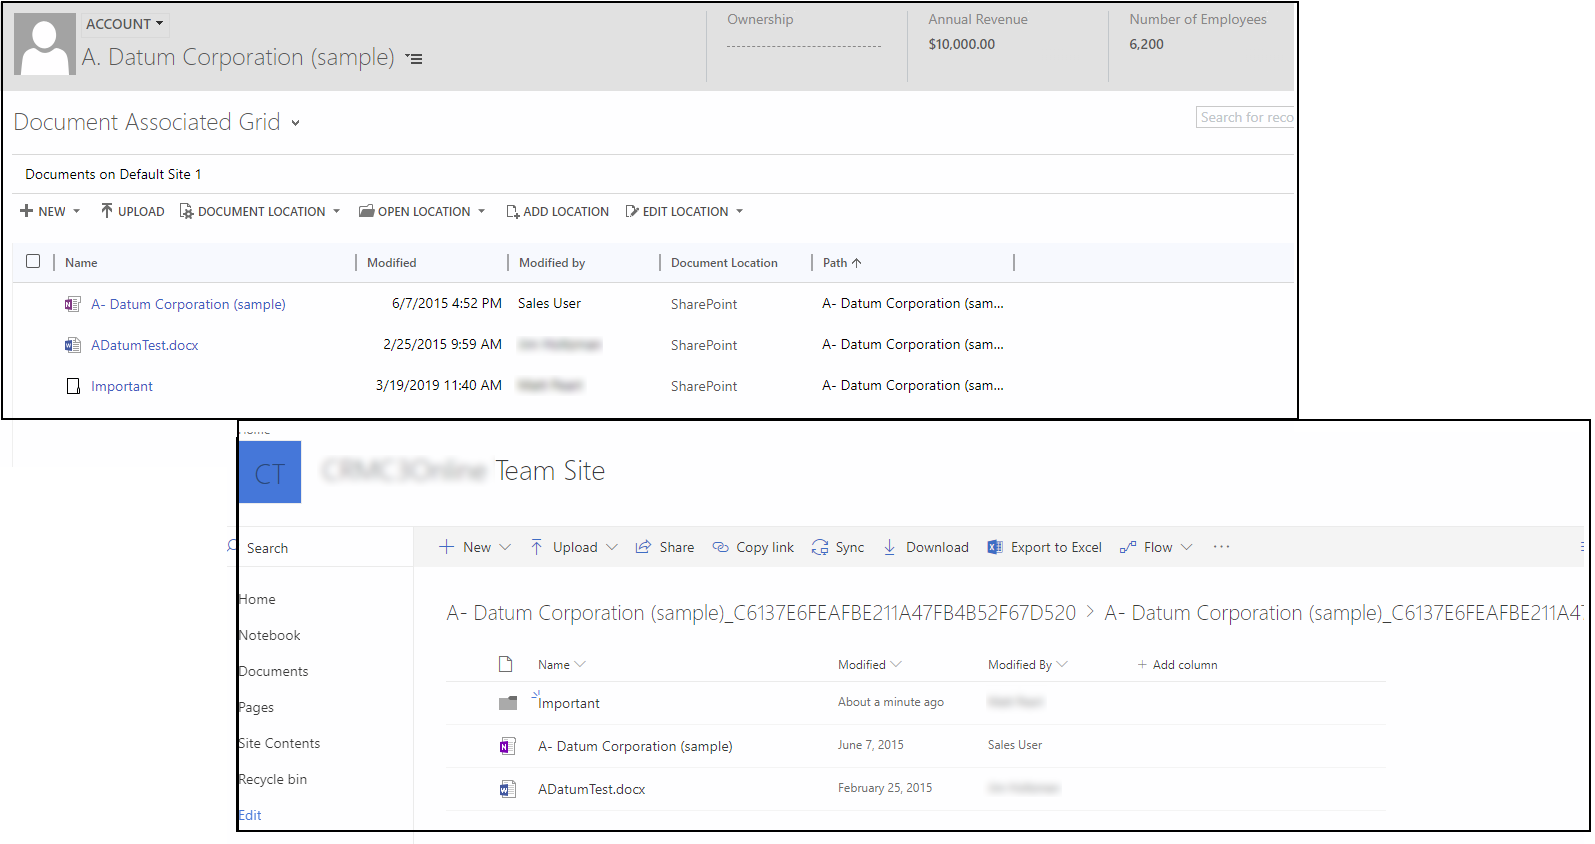 ACCOUNT
A. Datum Corporation (sample)
Ownership
Annual Revenue
$10,000.00
Number of Employees
6,200
Document Associated Grid
Search for reco
Documents on Default Site 1
NEW UPLOAD DOCUMENT LOCATION OPEN LOCATION ADD LOCATION EDIT LOCATION
Name Modified Modified by Document Location Path
A- Datum Corporation (sample) 6/7/2015 4:52 PM Sales User SharePoint A- Datum Corporation (sam...
ADatumTest.docx 2/25/2015 9:59 AM SharePoint A- Datum Corporation (sam...
Important 3/19/2019 11:40 AM SharePoint A- Datum Corporation (sam...
Home
CT
Team Site
Search
New Upload Share Copy link Sync Download Export to Excel Flow ...
Home
Notebook
Documents
Pages
Site Contents
Recycle bin
Edit
A- Datum Corporation (sample)_C6137E6FEAFBE211A47FB4B52F67D520 > A- Datum Corporation (sample)_C6137E6FEAFBE211A47
Name Modified Modified By + Add column
Important About a minute ago
A- Datum Corporation (sample) June 7, 2015 Sales User
ADatumTest.docx February 25, 2015